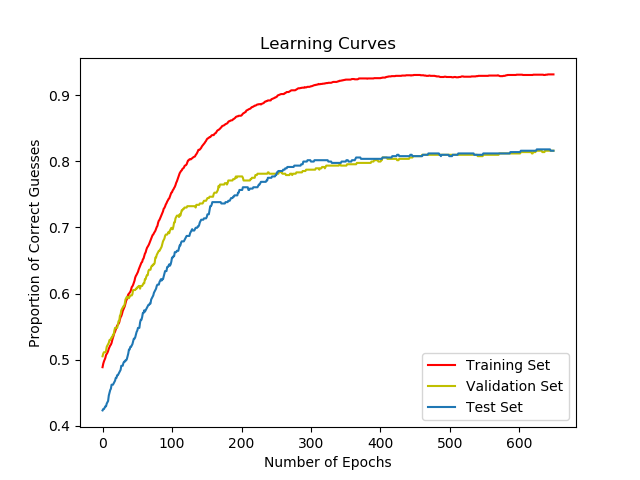 Learning Curves
Proportion of Correct Guesses
0.9
0.8
0.7
0.6
0.5
0.4
0 100 200 300 400 500 600
Number of Epochs
Training Set
Validation Set
Test Set